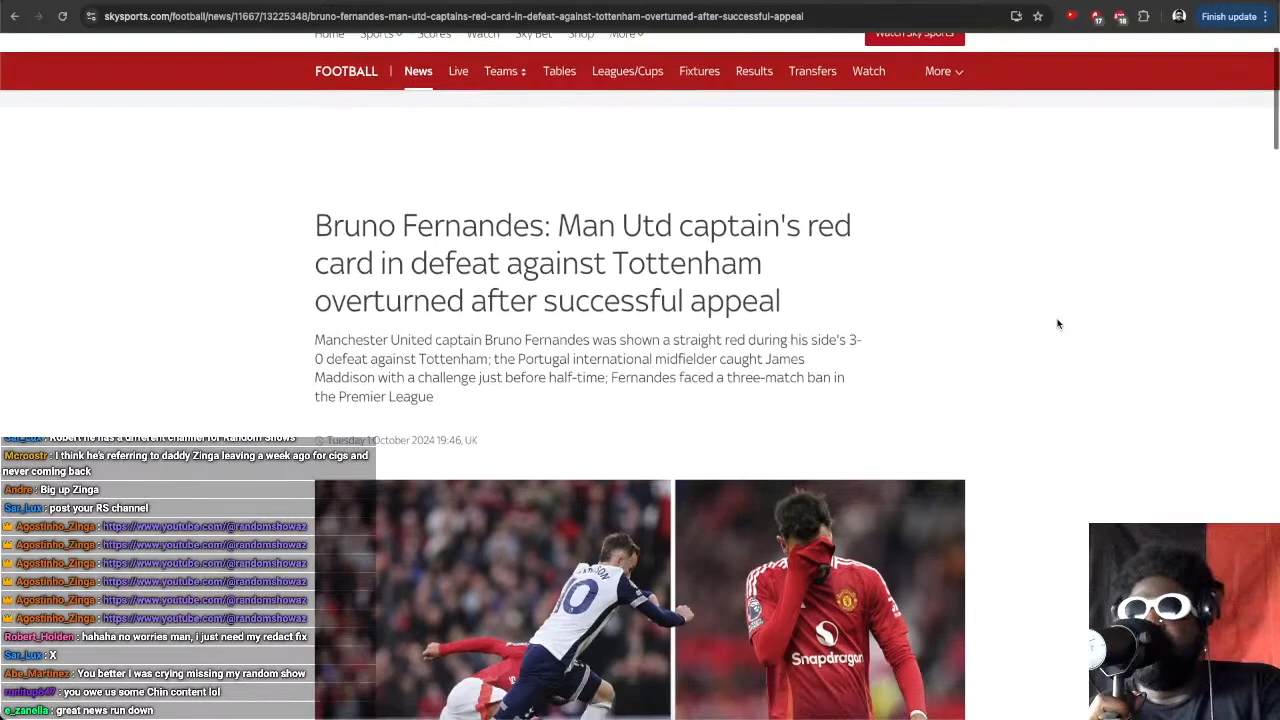 skysports.com/football/news/11667/13225348/bruno-fernandes-man-utd-captains-red-card-in-defeat-against-tottenham-overturned-after-successful-appeal
17
18
Finish update
Home Sports Scores Watch Sky Bet Shop More
Watch Sky Sports
FOOTBALL | News Live Teams Tables Leagues/Cups Fixtures Results Transfers Watch More
Bruno Fernandes: Man Utd captain's red
card in defeat against Tottenham
overturned after successful appeal
Manchester United captain Bruno Fernandes was shown a straight red during his side's 3-
0 defeat against Tottenham; the Portugal international midfielder caught James
Maddison with a challenge just before half-time; Fernandes faced a three-match ban in
the Premier League
Tuesday 1 October 2024 19:46, UK
Sar_Lux : Robert he has a different channel for Random Shows
Mcroostr : I think he's referring to daddy Zinga leaving a week ago for cigs and
never coming back
Andre : Big up Zinga
Sar_Lux : post your RS channel
Agostinho_Zinga : https://www.youtube.com/@randomshowaz
Agostinho_Zinga : https://www.youtube.com/@randomshowaz
Agostinho_Zinga : https://www.youtube.com/@randomshowaz
Agostinho_Zinga : https://www.youtube.com/@randomshowaz
Agostinho_Zinga : https://www.youtube.com/@randomshowaz
Agostinho_Zinga : https://www.youtube.com/@randomshowaz
Robert_Holden : hahaha no worries man, i just need my redact fix
Sar_Lux : X
Abe_Martinez : You better I was crying missing my random show
runitup647 : you owe us some Chin content lol
e_zanella : great news run down
10
Snapdragon